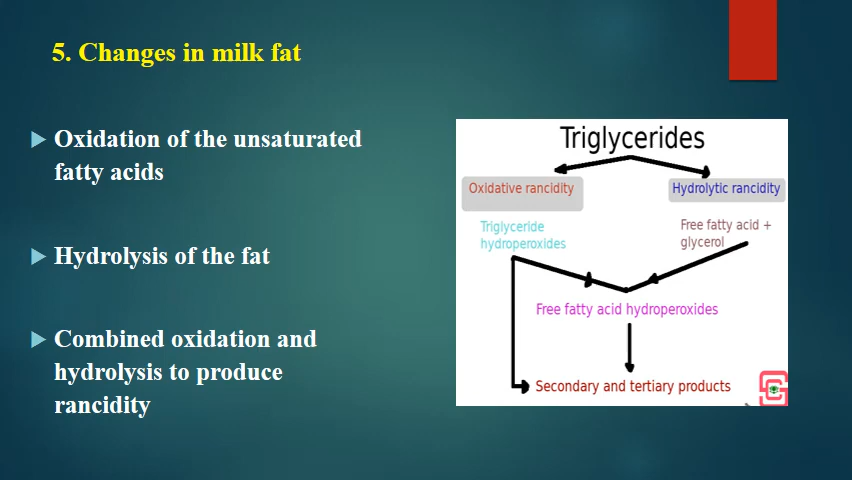 5. Changes in milk fat
Oxidation of the unsaturated
fatty acids
Hydrolysis of the fat
Combined oxidation and
hydrolysis to produce
rancidity
Triglycerides
Oxidative rancidity
Hydrolytic rancidity
Triglyceride
hydroperoxides
Free fatty acid +
glycerol
Free fatty acid hydroperoxides
Secondary and tertiary products